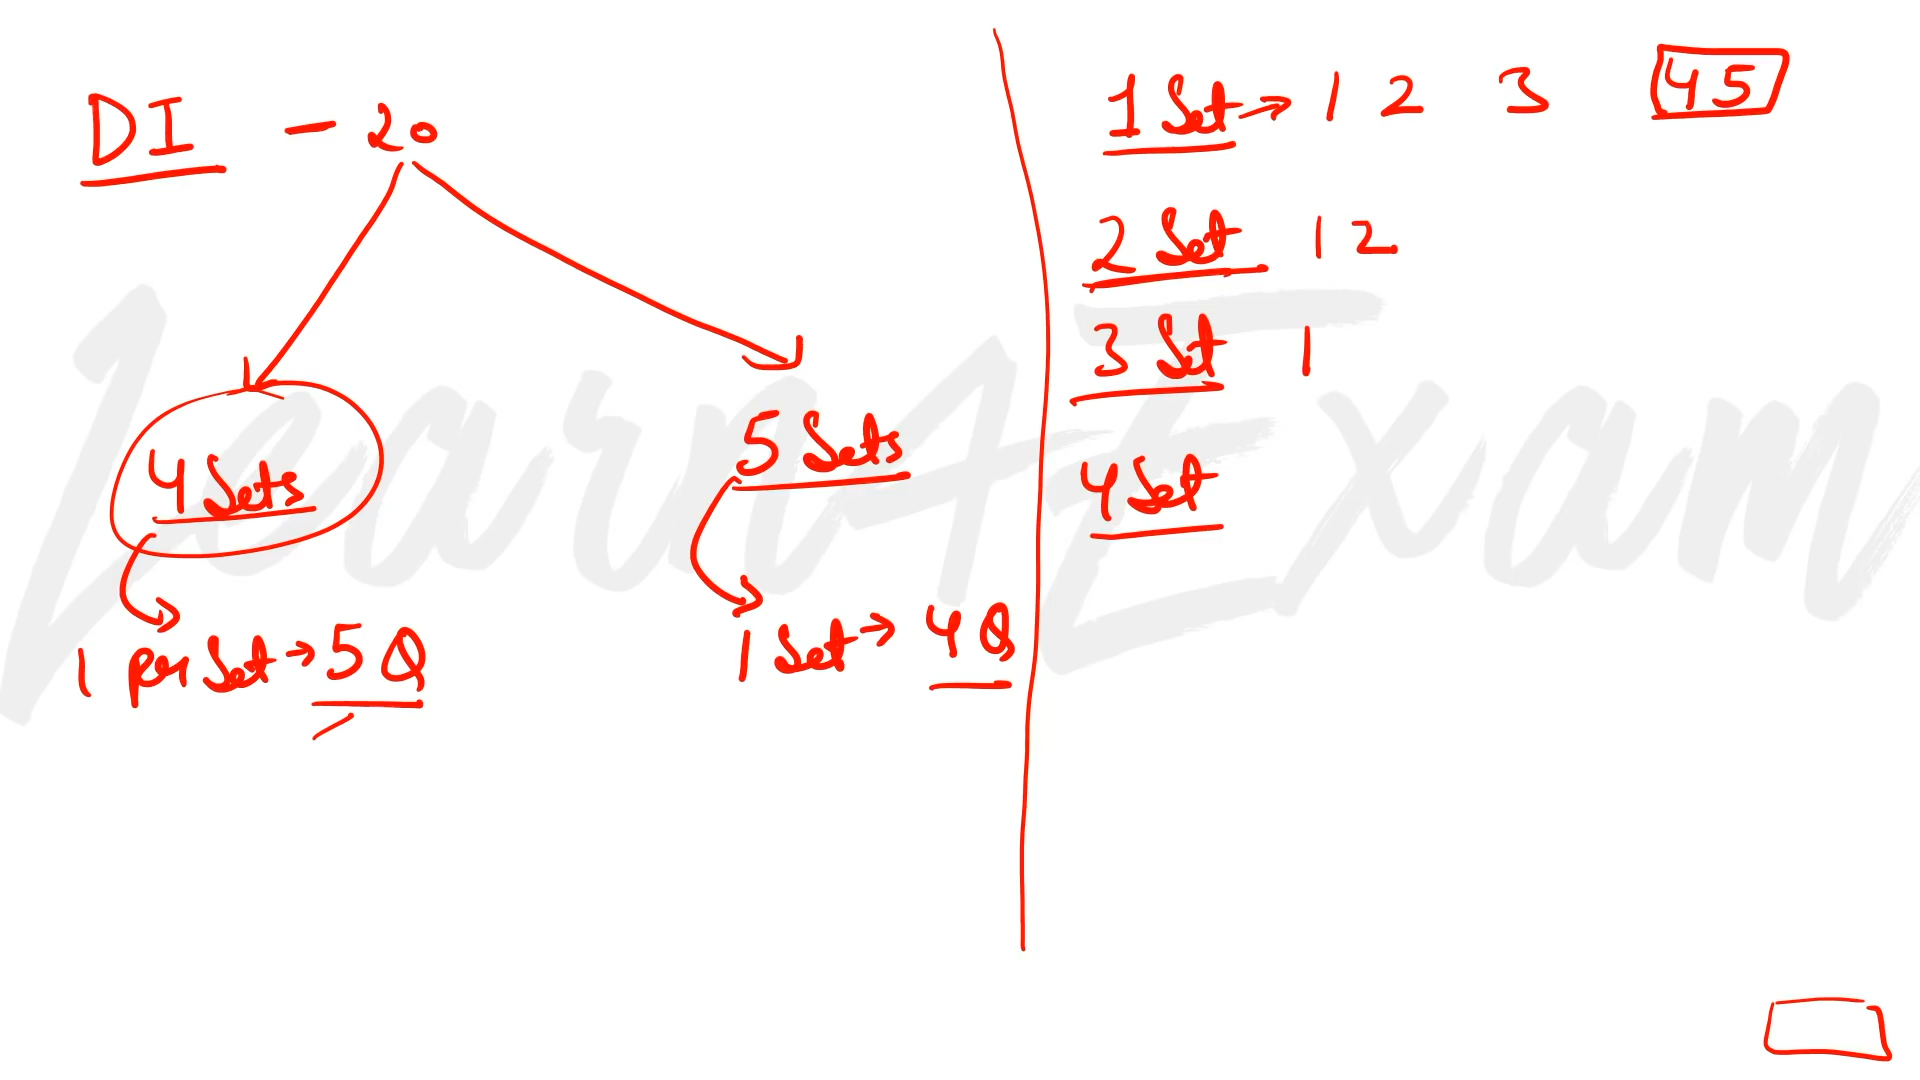 DI - 20
4 Sets
1 per Set → 5 Q
5 Sets
1 Set → 4 Q
1 Set → 1 2 3 45
2 Set 1 2
3 Set 1
4 Set
Learn4Exam